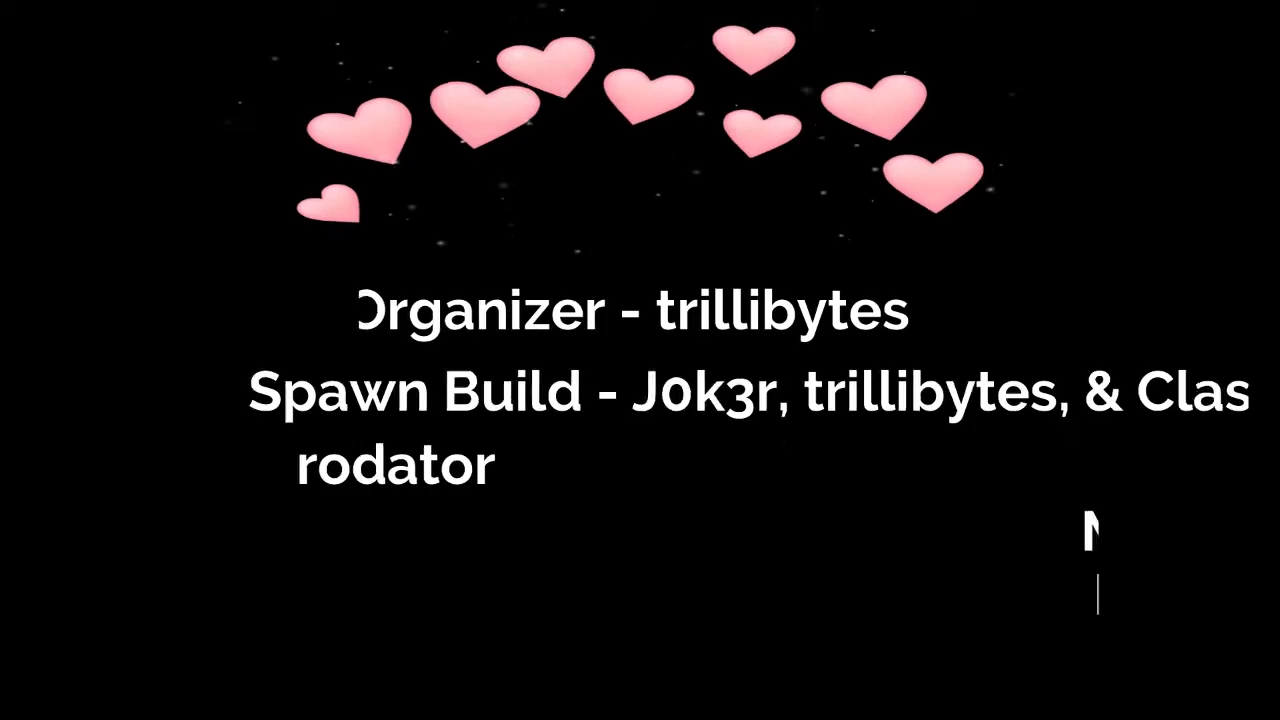 Organizer - trillibytes
Spawn Build - J0k3r, trillibytes, & Clas
rodator